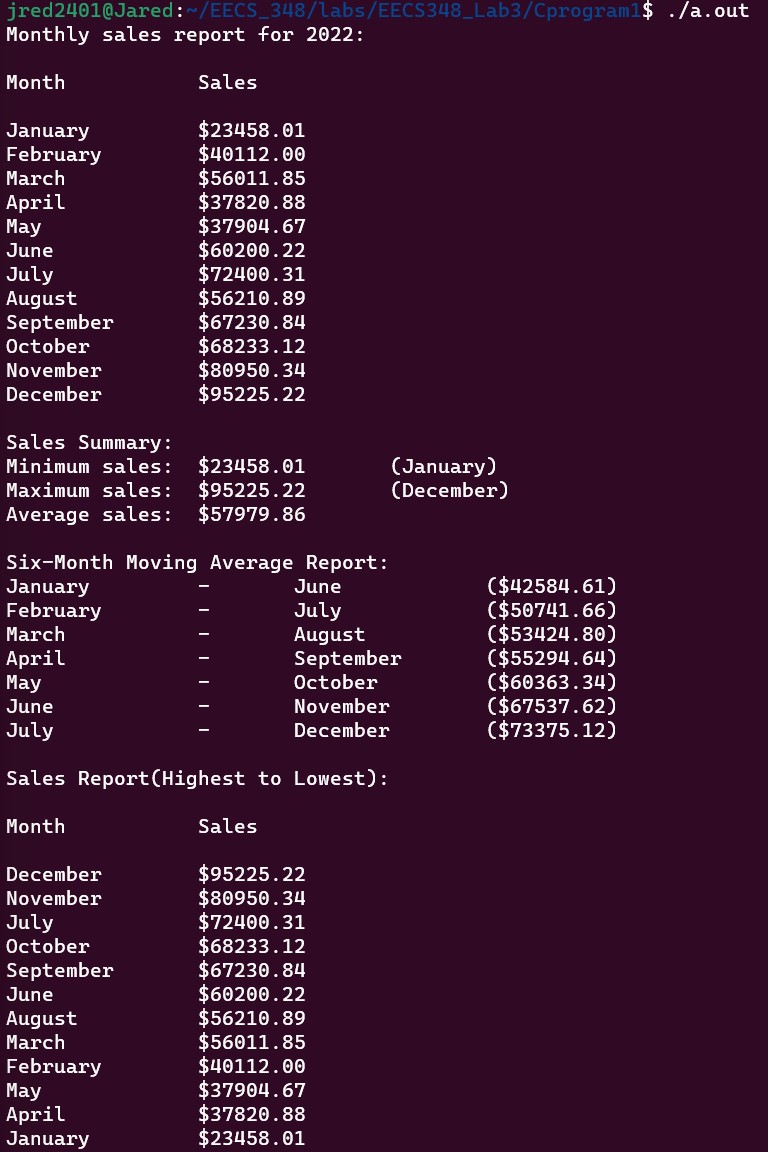 jred2401@Jared:~/EECS_348/labs/EECS348_Lab3/Cprogram1$ ./a.out
Monthly sales report for 2022:
Month Sales
January $23458.01
February $40112.00
March $56011.85
April $37820.88
May $37904.67
June $60200.22
July $72400.31
August $56210.89
September $67230.84
October $68233.12
November $80950.34
December $95225.22
Sales Summary:
Minimum sales: $23458.01 (January)
Maximum sales: $95225.22 (December)
Average sales: $57979.86
Six-Month Moving Average Report:
January - June ($42584.61)
February - July ($50741.66)
March - August ($53424.80)
April - September ($55294.64)
May - October ($60363.34)
June - November ($67537.62)
July - December ($73375.12)
Sales Report(Highest to Lowest):
Month Sales
December $95225.22
November $80950.34
July $72400.31
October $68233.12
September $67230.84
June $60200.22
August $56210.89
March $56011.85
February $40112.00
May $37904.67
April $37820.88
January $23458.01